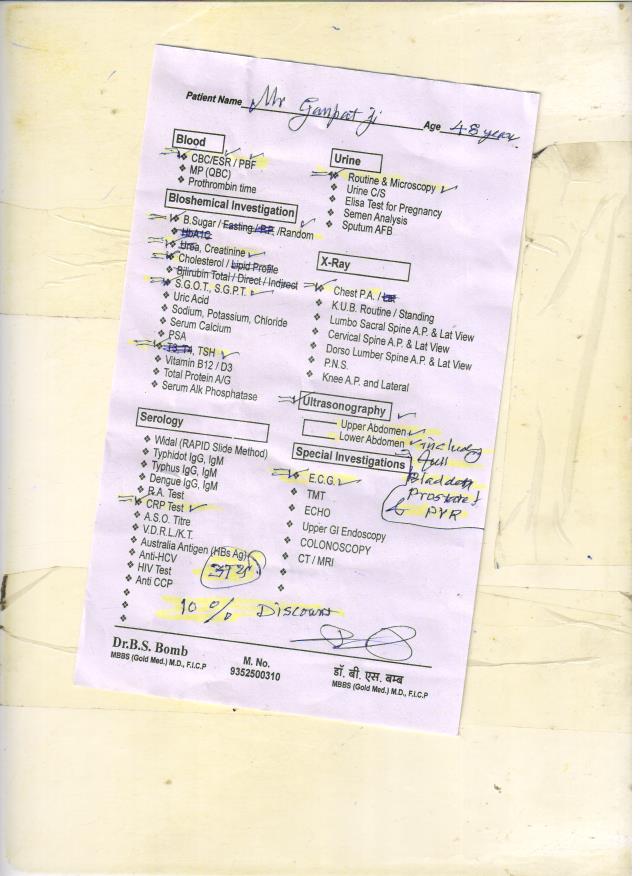 Patient Name Mr Ganpat Ji Age 48 year
Blood
CBC/ESR / PBF
MP (QBC)
Prothrombin time
Bioshemical Investigation
B.Sugar / Fasting / P.P. /Random
HbA1C
Urea, Creatinine
Cholesterol / Lipid Profile
Bjlirubin Total / Direct / Indirect
S.G.O.T., S.G.P.T.
Uric Acid
Sodium, Potassium, Chloride
Serum Calcium
PSA
T3, T4, TSH
Vitamin B12 / D3
Total Protein A/G
Serum Alk Phosphatase
Serology
Widal (RAPID Slide Method)
Typhidot IgG, IgM
Typhus IgG, IgM
Dengue IgG, IgM
R.A. Test
CRP Test
A.S.O. Titre
V.D.R.L./K.T.
Australia Antigen (HBs Ag)
Anti-HCV
HIV Test
Anti CCP
Urine
Routine & Microscopy
Urine C/S
Elisa Test for Pregnancy
Semen Analysis
Sputum AFB
X-Ray
Chest P.A. /
K.U.B. Routine / Standing
Lumbo Sacral Spine A.P. & Lat View
Cervical Spine A.P. & Lat View
Dorso Lumber Spine A.P. & Lat View
P.N.S.
Knee A.P. and Lateral
Ultrasonography
Upper Abdomen
Lower Abdomen including
full
Bladder
Prostate
& PVR
Special Investigations
E.C.G.
TMT
ECHO
Upper GI Endoscopy
COLONOSCOPY
CT / MRI
10 % Discount
Dr.B.S. Bomb
MBBS (Gold Med.) M.D., F.I.C.P
M. No.
9352500310
डॉ. बी. एस. बम्ब
MBBS (Gold Med.) M.D., F.I.C.P